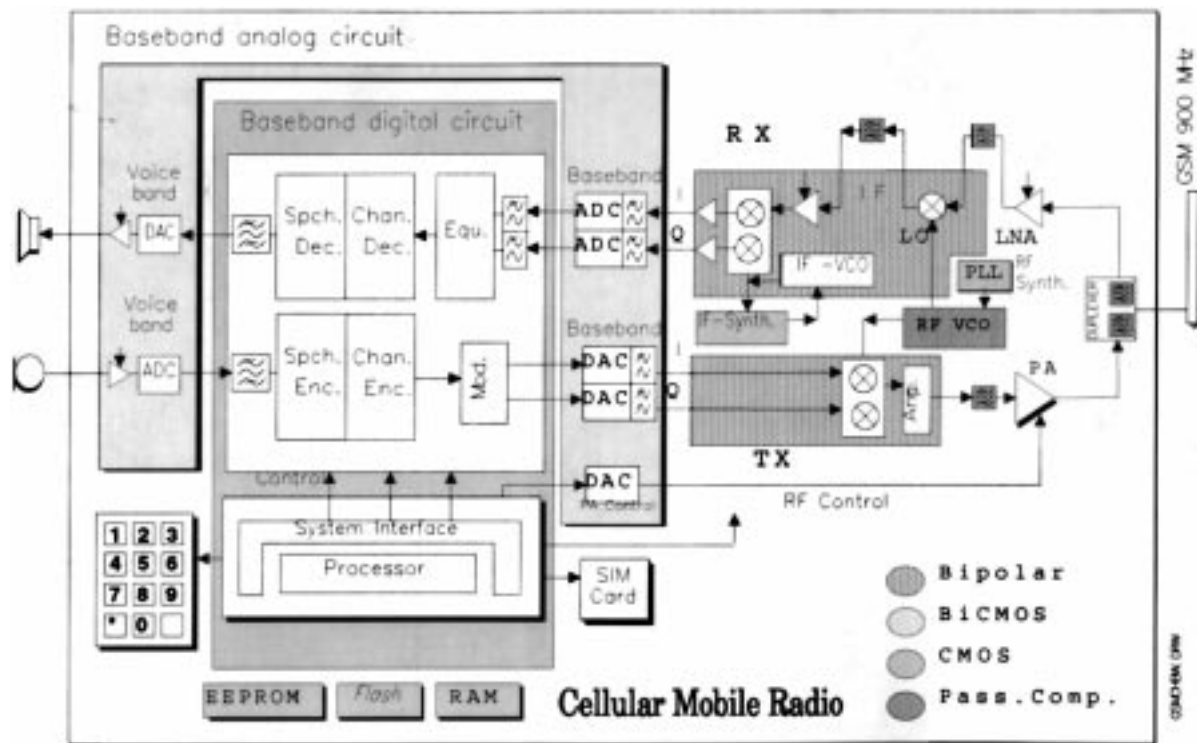 Baseband analog circuit
Baseband digital circuit
Voice
band
DAC
Spch.
Dec.
Chan.
Dec.
Equ.
Baseband
ADC
ADC
I
Q
RX
IF
LO
LNA
IF-VCO
IF-Synth.
PLL
RF
Synth.
RF VCO
DUPLEXER
GSM 900 MHz
Voice
band
ADC
Spch.
Enc.
Chan.
Enc.
Mod.
Baseband
DAC
DAC
I
Q
Amp.
PA
TX
Control
DAC
PA Control
RF Control
System Interface
Processor
SIM
Card
1 2 3
4 5 6
7 8 9
* 0
Bipolar
BiCMOS
CMOS
Pass.Comp.
EEPROM
Flash
RAM
Cellular Mobile Radio